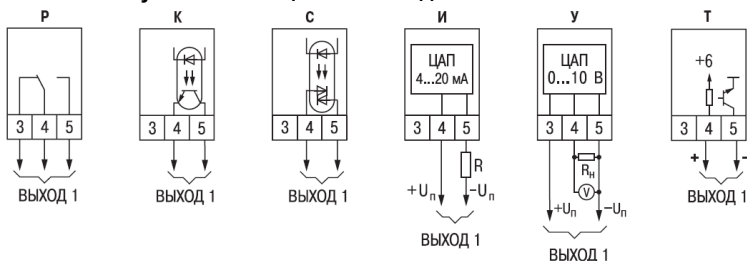 Р К С И У Т
ЦАП
4...20 мА
ЦАП
0...10 В
+6
3 4 5
3 4 5
3 4 5
3 4 5
3 4 5
3 4 5
R
Rн
V
+ -
+Uп -Uп
+Uп -Uп
ВЫХОД 1
ВЫХОД 1
ВЫХОД 1
ВЫХОД 1
ВЫХОД 1
ВЫХОД 1